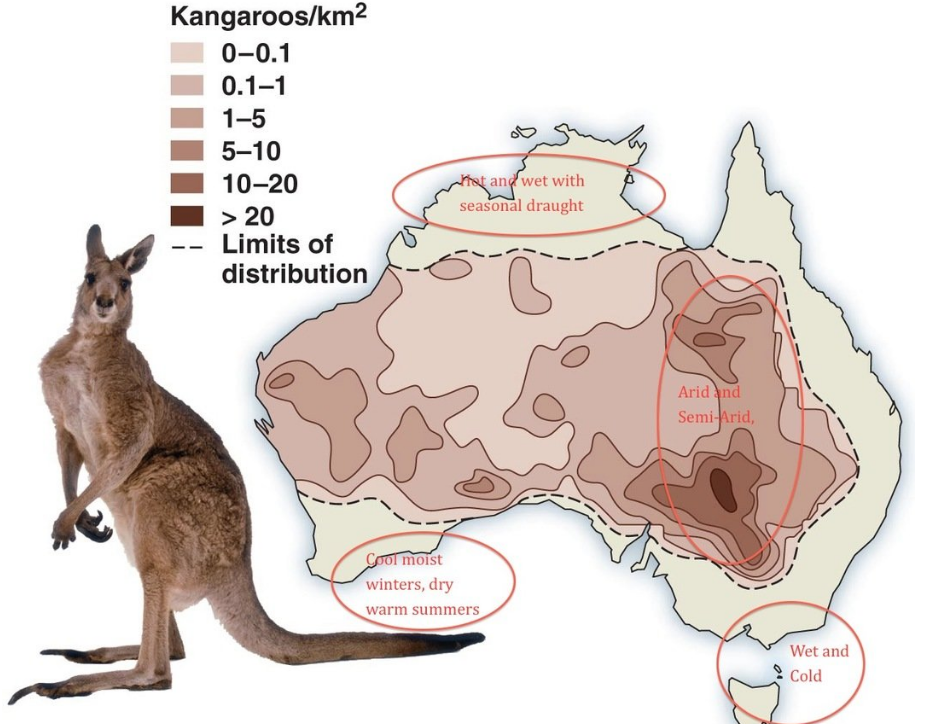 Kangaroos/km²
0–0.1
0.1–1
1–5
5–10
10–20
> 20
Limits of
distribution
Hot and wet with
seasonal draught
Arid and
Semi-Arid,
Cool moist
winters, dry
warm summers
Wet and
Cold